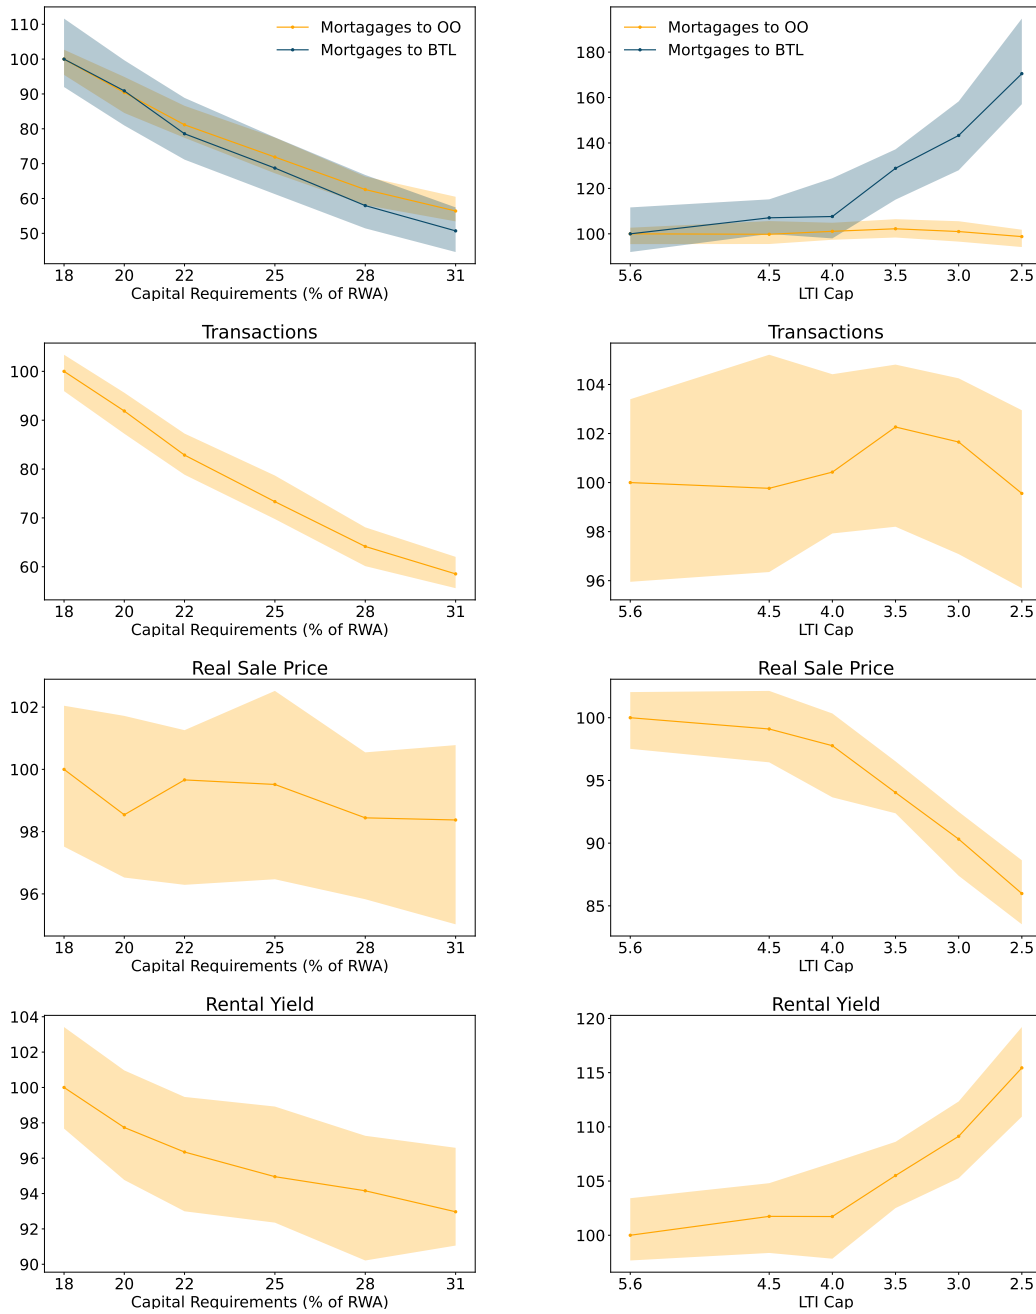 Mortagages to OO
Mortgages to BTL
110
100
90
80
70
60
50
18 20 22 25 28 31
Capital Requirements (% of RWA)
Mortagages to OO
Mortgages to BTL
180
160
140
120
100
5.6 4.5 4.0 3.5 3.0 2.5
LTI Cap
Transactions
100
90
80
70
60
18 20 22 25 28 31
Capital Requirements (% of RWA)
Transactions
104
102
100
98
96
5.6 4.5 4.0 3.5 3.0 2.5
LTI Cap
Real Sale Price
102
100
98
96
18 20 22 25 28 31
Capital Requirements (% of RWA)
Real Sale Price
100
95
90
85
5.6 4.5 4.0 3.5 3.0 2.5
LTI Cap
Rental Yield
104
102
100
98
96
94
92
90
18 20 22 25 28 31
Capital Requirements (% of RWA)
Rental Yield
120
115
110
105
100
5.6 4.5 4.0 3.5 3.0 2.5
LTI Cap